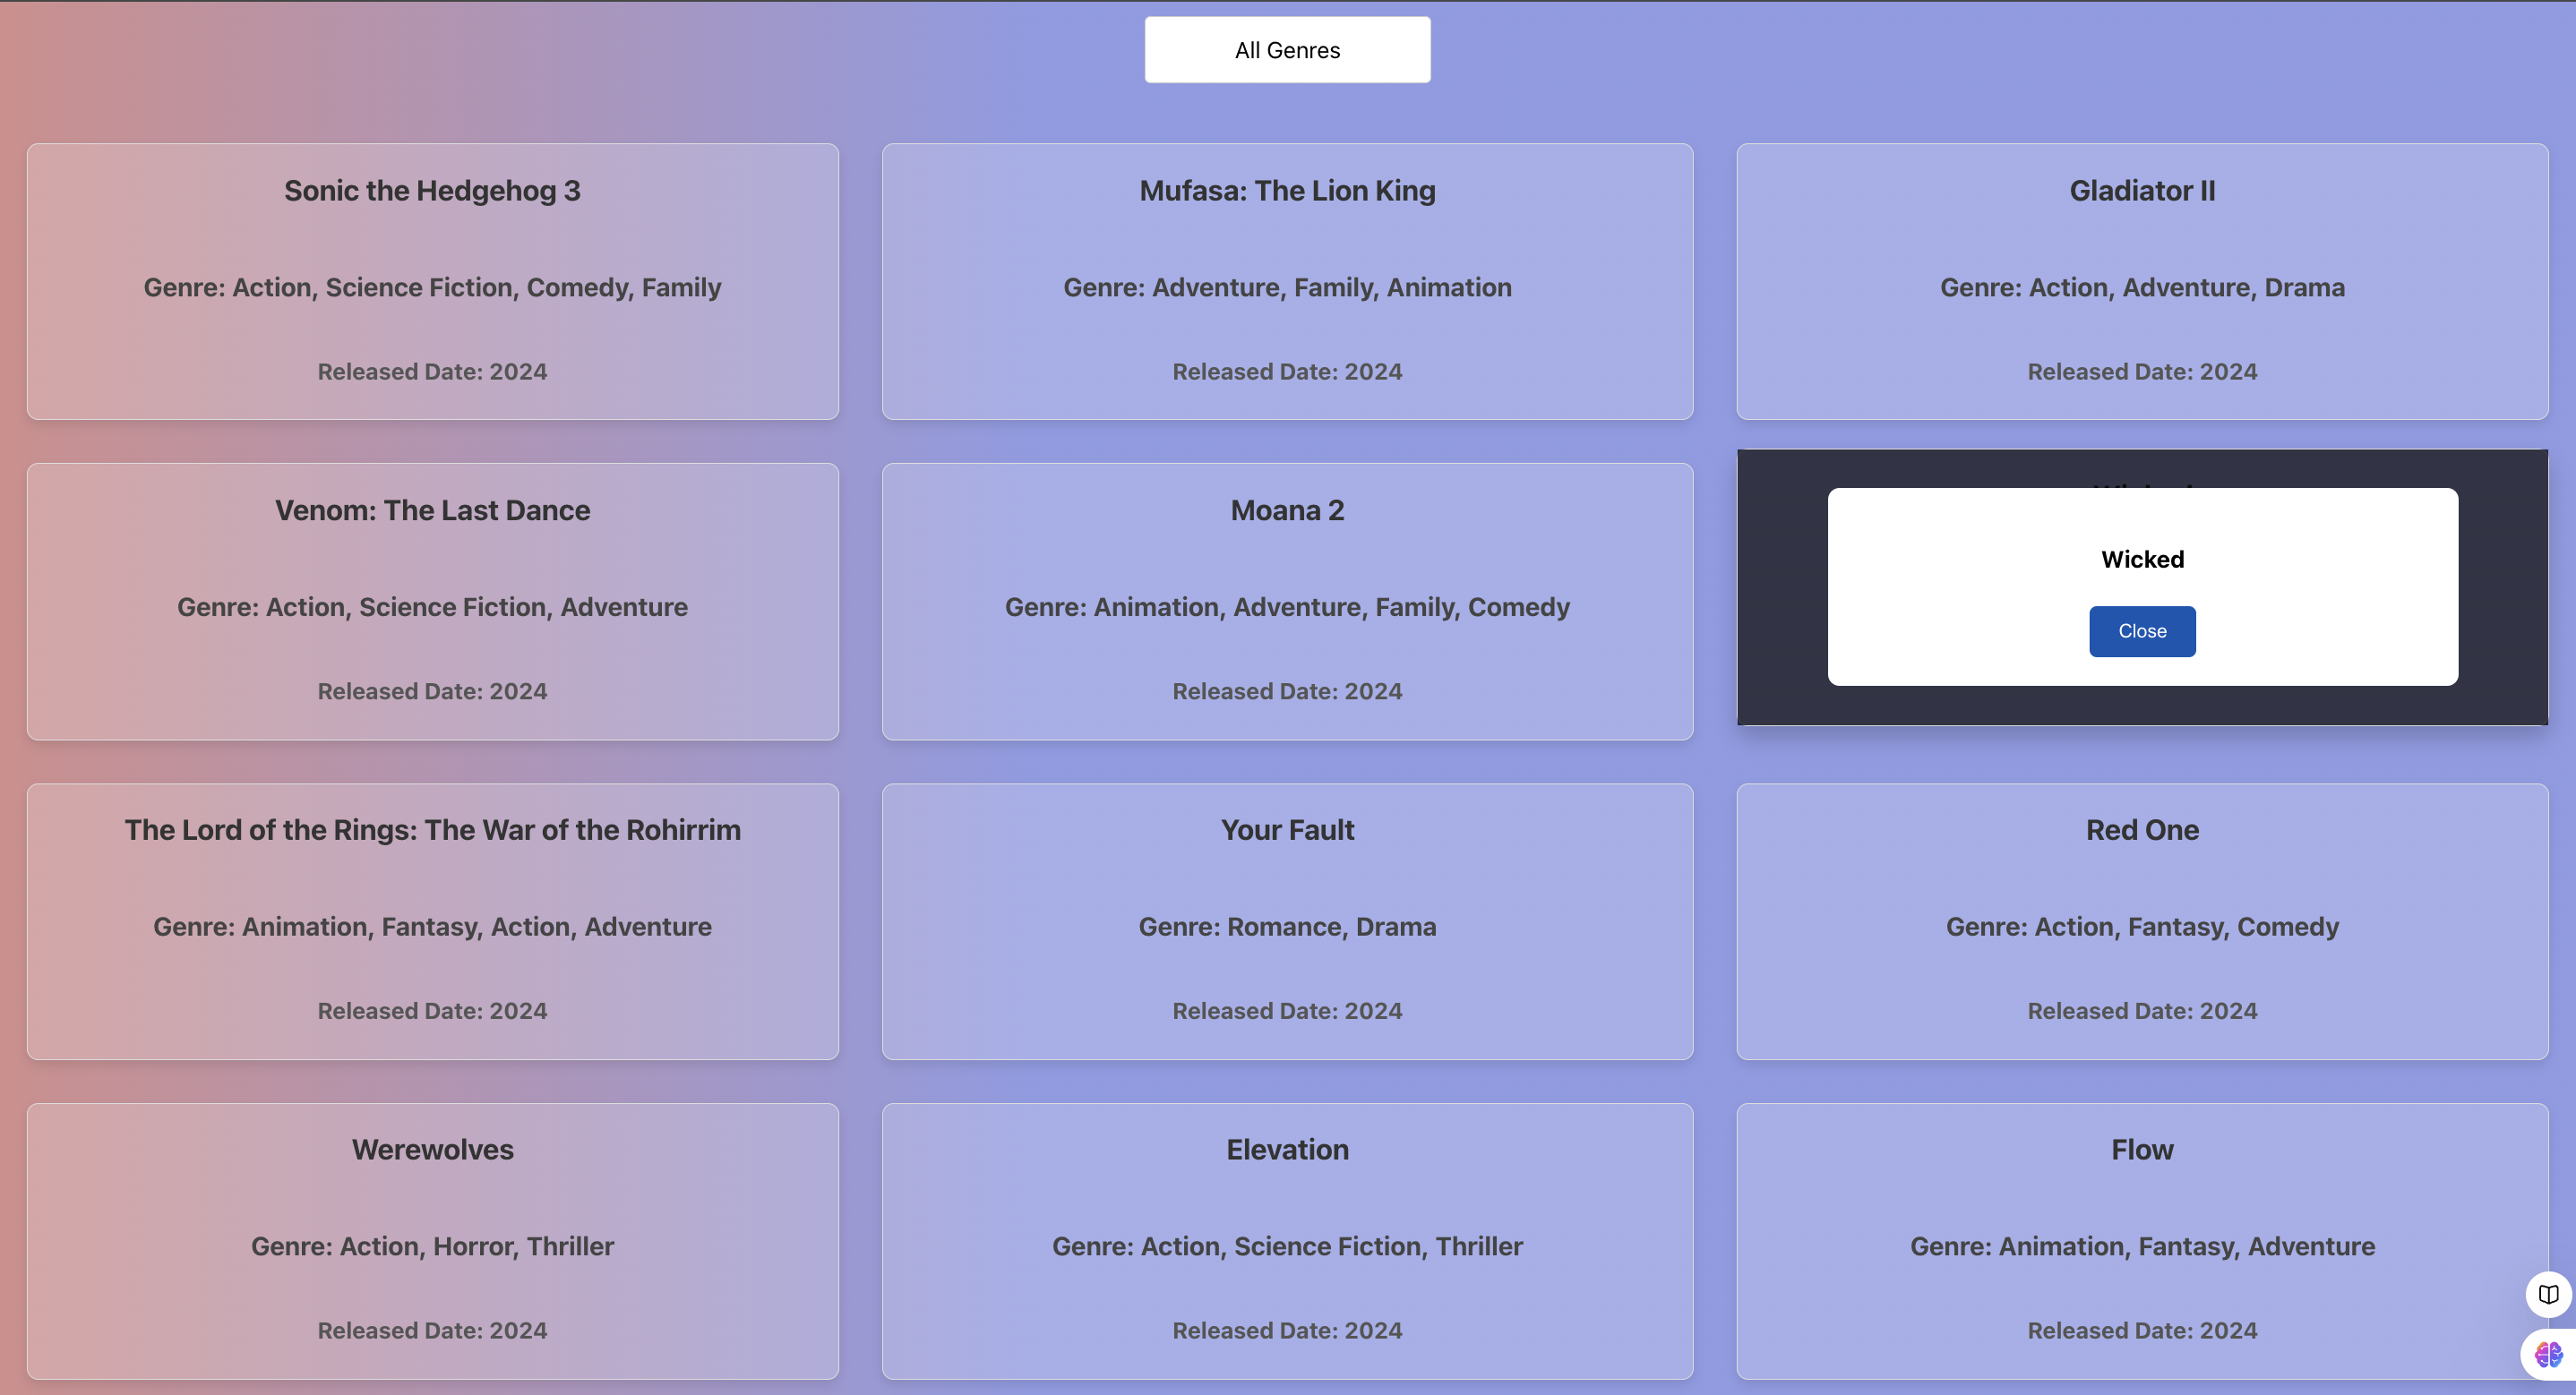 All Genres
Sonic the Hedgehog 3
Genre: Action, Science Fiction, Comedy, Family
Released Date: 2024
Mufasa: The Lion King
Genre: Adventure, Family, Animation
Released Date: 2024
Gladiator II
Genre: Action, Adventure, Drama
Released Date: 2024
Venom: The Last Dance
Genre: Action, Science Fiction, Adventure
Released Date: 2024
Moana 2
Genre: Animation, Adventure, Family, Comedy
Released Date: 2024
Wicked
Close
The Lord of the Rings: The War of the Rohirrim
Genre: Animation, Fantasy, Action, Adventure
Released Date: 2024
Your Fault
Genre: Romance, Drama
Released Date: 2024
Red One
Genre: Action, Fantasy, Comedy
Released Date: 2024
Werewolves
Genre: Action, Horror, Thriller
Released Date: 2024
Elevation
Genre: Action, Science Fiction, Thriller
Released Date: 2024
Flow
Genre: Animation, Fantasy, Adventure
Released Date: 2024